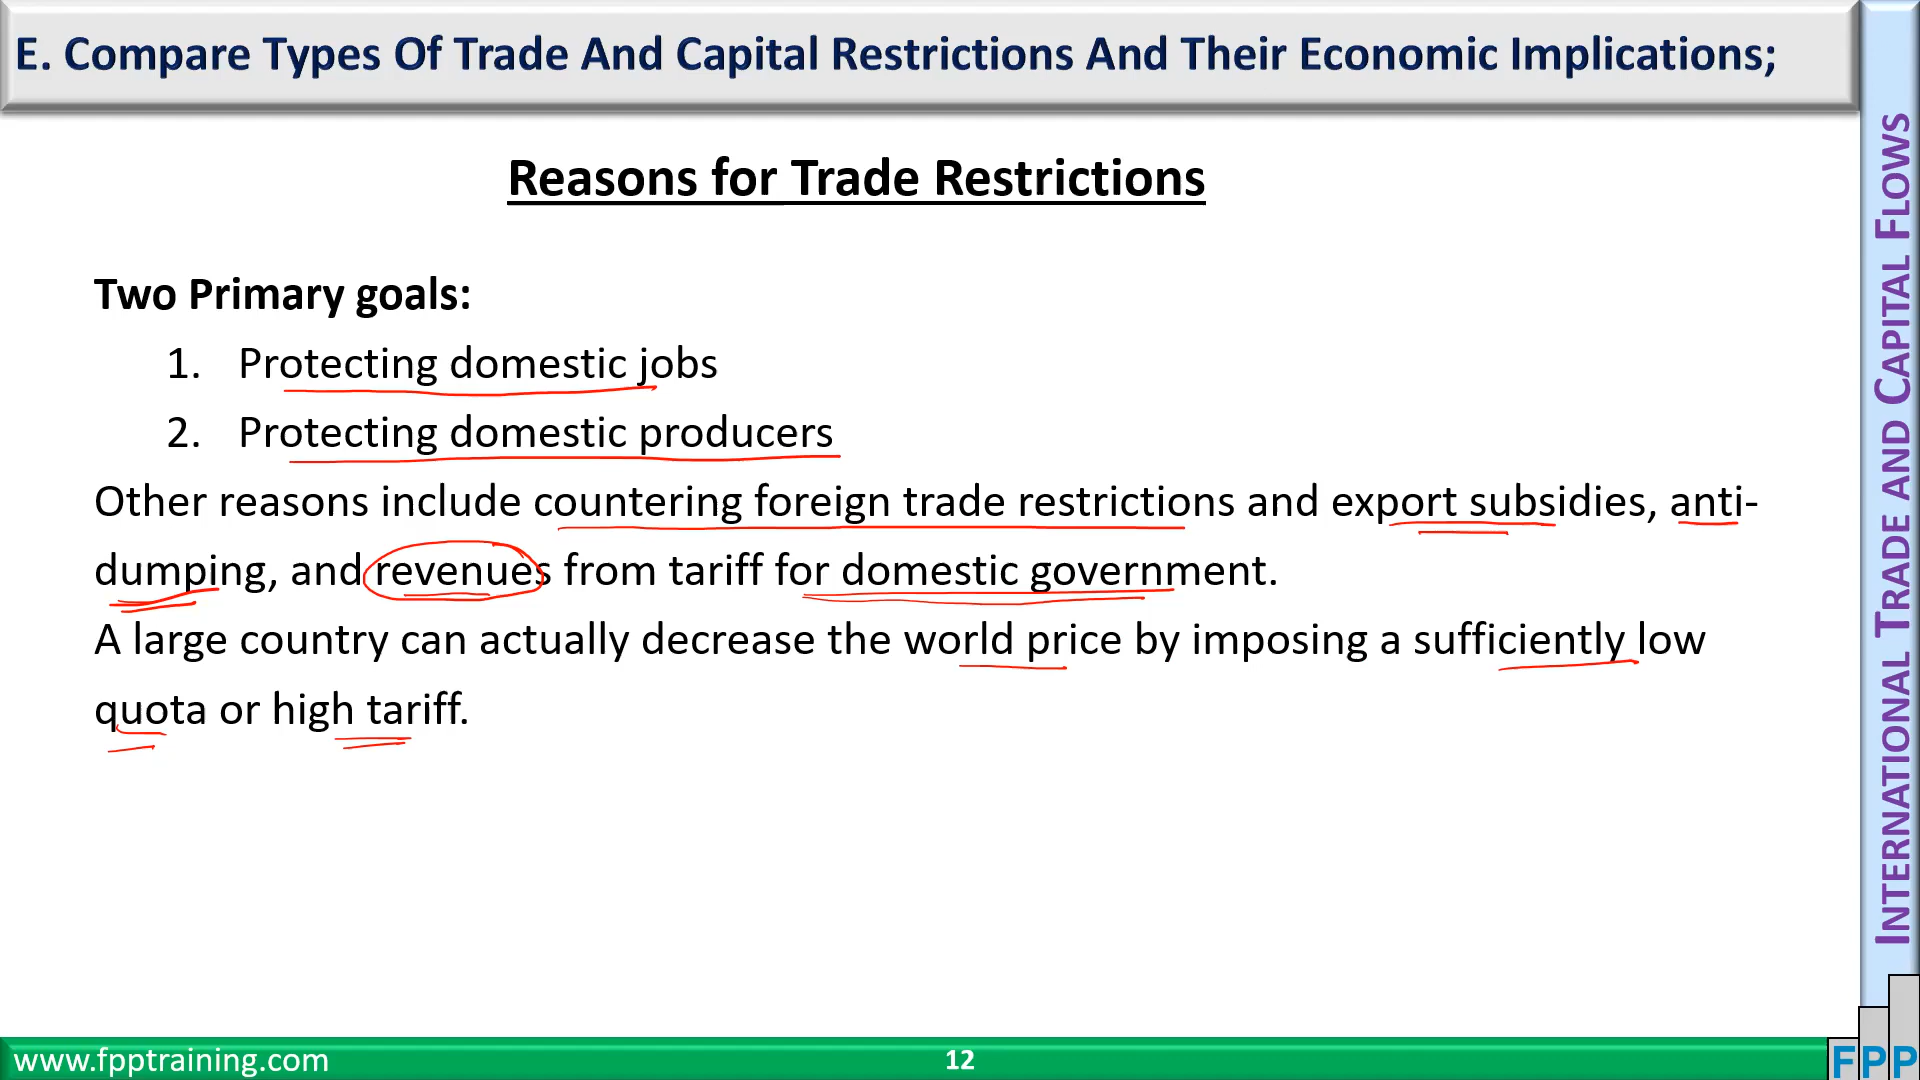 E. Compare Types Of Trade And Capital Restrictions And Their Economic Implications;
Reasons for Trade Restrictions
Two Primary goals:
1. Protecting domestic jobs
2. Protecting domestic producers
Other reasons include countering foreign trade restrictions and export subsidies, anti-
dumping, and revenues from tariff for domestic government.
A large country can actually decrease the world price by imposing a sufficiently low
quota or high tariff.
INTERNATIONAL TRADE AND CAPITAL FLOWS
www.fpptraining.com
12
FPP